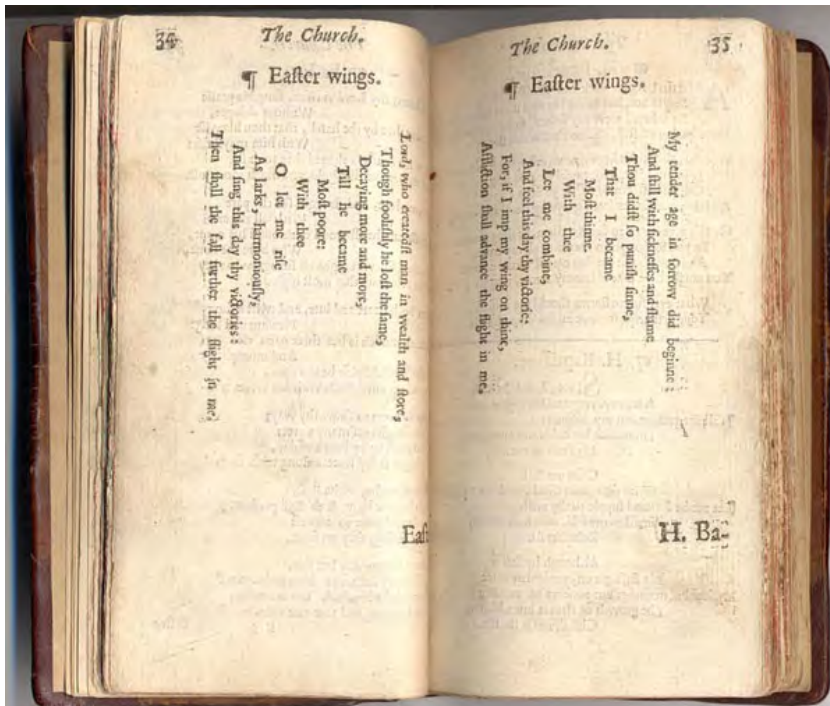 34
The Church.
¶ Eaſter wings.
Lord, who createdſt man in wealth and ſtore,
Though fooliſhly he loſt the ſame,
Decaying more and more,
Till he became
Moſt poore:
With thee
O let me riſe
As larks, harmoniouſly,
And ſing this day thy victories:
Then ſhall the fall further the flight in me.
Eaſ
The Church.
35
¶ Eaſter wings.
My tender age in ſorrow did beginne:
And ſtill with ſickneſſes and ſhame
Thou didſt ſo puniſh ſinne,
That I became
Moſt thinne.
With thee
Let me combine,
And feel this day thy victorie:
For, if I imp my wing on thine,
Affliction ſhall advance the flight in me.
H. Ba-